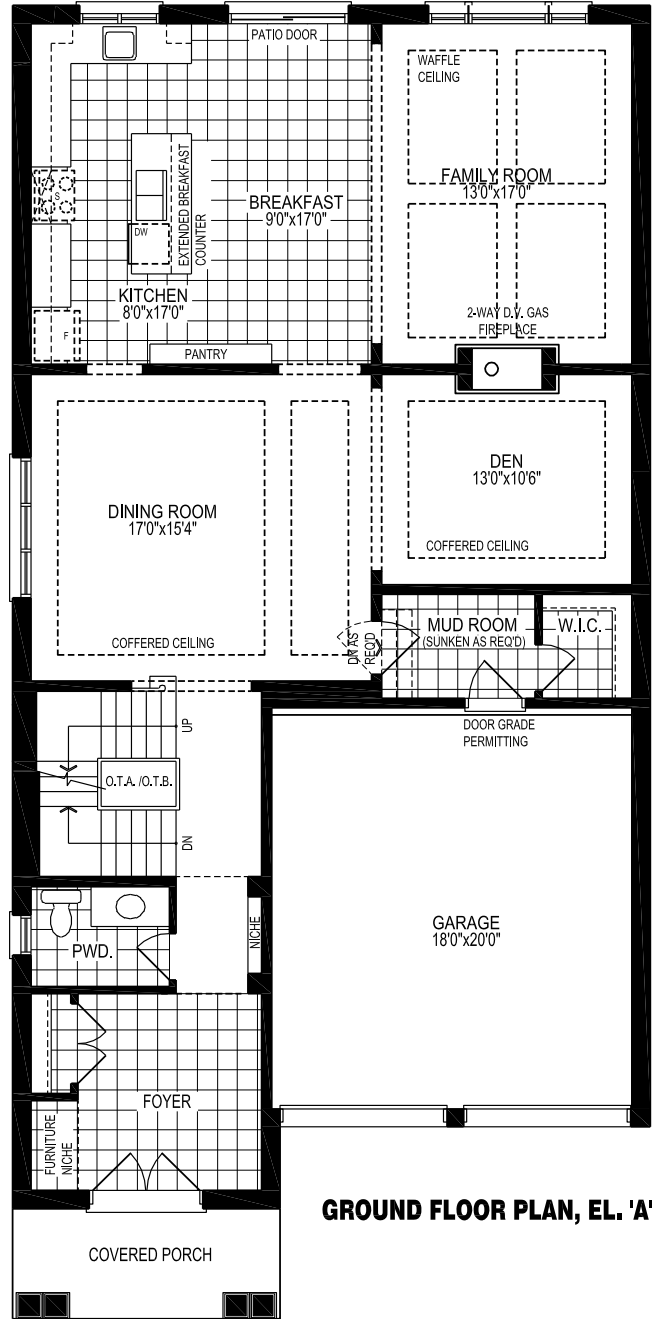 PATIO DOOR
WAFFLE
CEILING
FAMILY ROOM
13'0"x17'0"
S
EXTENDED BREAKFAST
COUNTER
DW
BREAKFAST
9'0"x17'0"
KITCHEN
8'0"x17'0"
F
PANTRY
2-WAY D.V. GAS
FIREPLACE
DEN
13'0"x10'6"
COFFERED CEILING
DINING ROOM
17'0"x15'4"
COFFERED CEILING
DN AS
REQ'D
MUD ROOM
(SUNKEN AS REQ'D)
W.I.C.
DOOR GRADE
PERMITTING
UP
O.T.A. /O.T.B.
DN
GARAGE
18'0"x20'0"
NICHE
PWD.
FOYER
FURNITURE
NICHE
GROUND FLOOR PLAN, EL. 'A'
COVERED PORCH